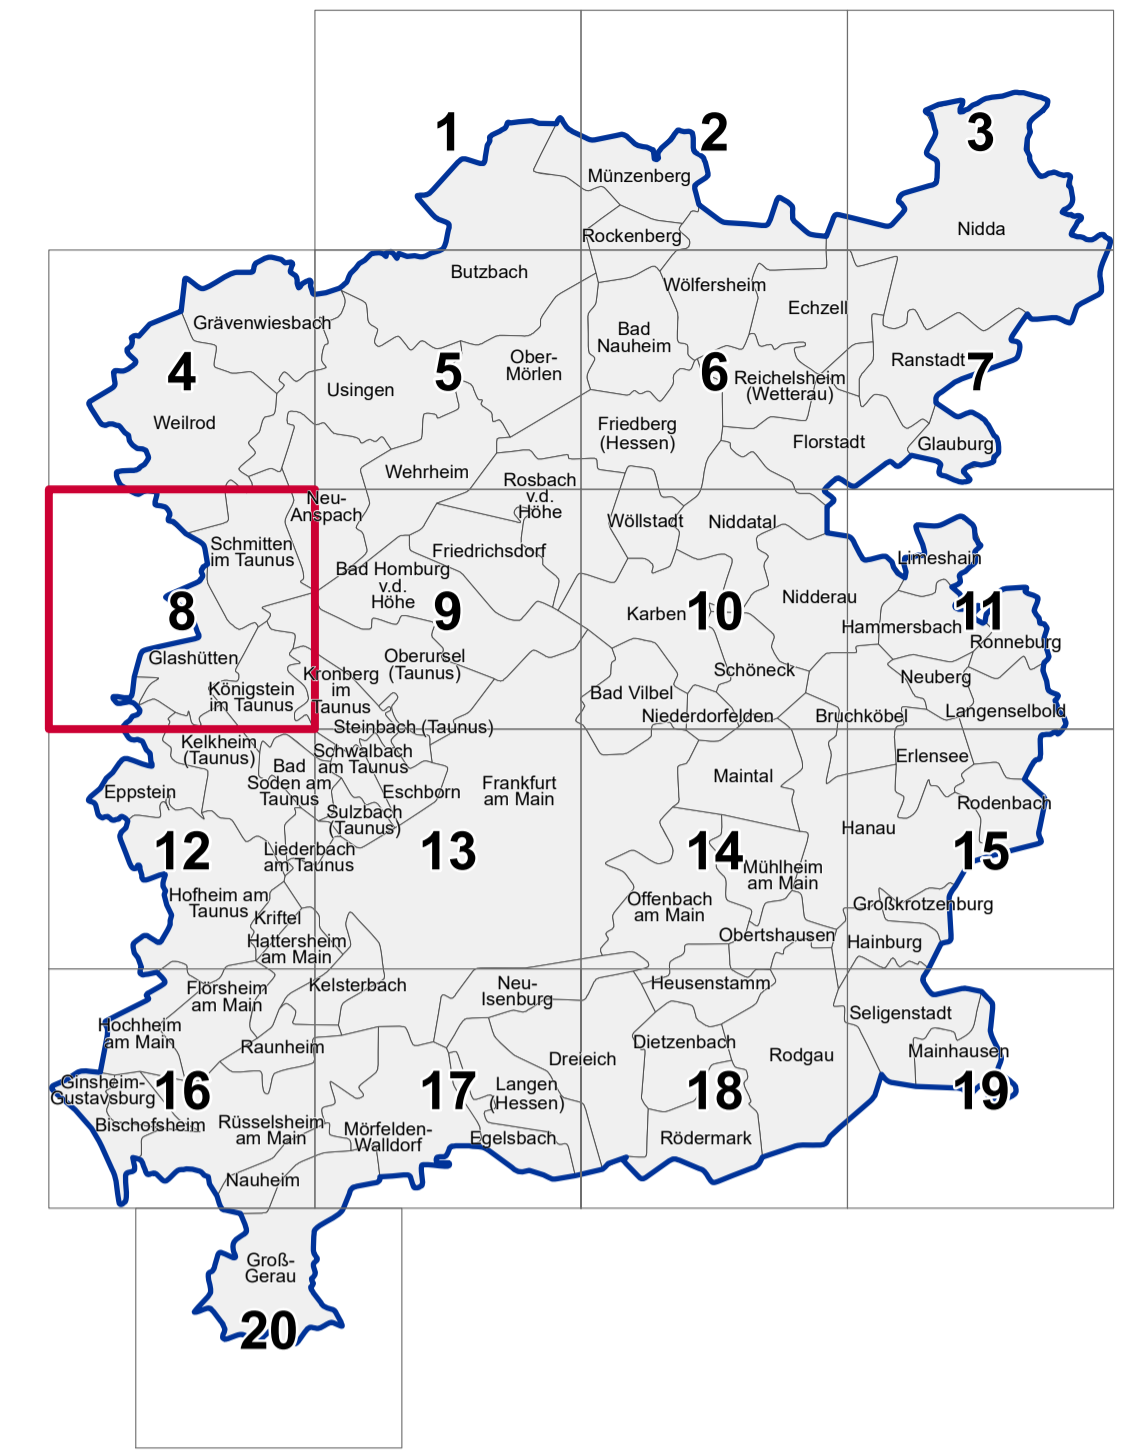 1
2
3
Münzenberg
Rockenberg
Nidda
Butzbach
Wölfersheim
Echzell
Grävenwiesbach
Bad
Nauheim
Ober-
Mörlen
4
5
6
7
Ranstadt
Reichelsheim
(Wetterau)
Usingen
Weilrod
Friedberg
(Hessen)
Florstadt
Glauburg
Wehrheim
Rosbach
v.d.
Höhe
Neu-
Anspach
Wöllstadt
Niddatal
Schmitten
im Taunus
Friedrichsdorf
Limeshain
Bad Homburg
v.d.
Höhe
8
9
10
11
Nidderau
Karben
Hammersbach
Ronneburg
Glashütten
Oberursel
(Taunus)
Schöneck
Neuberg
Königstein
im Taunus
Kronberg
im
Taunus
Bad Vilbel
Niederdorfelden
Bruchköbel
Langenselbold
Steinbach (Taunus)
Kelkheim
(Taunus)
Schwalbach
am Taunus
Erlensee
Bad
Soden am
Taunus
Maintal
Eppstein
Eschborn
Frankfurt
am Main
Rodenbach
Sulzbach
(Taunus)
Hanau
12
13
14
15
Liederbach
am Taunus
Mühlheim
am Main
Hofheim am
Taunus
Offenbach
am Main
Großkrotzenburg
Kriftel
Obertshausen
Hainburg
Hattersheim
am Main
Flörsheim
am Main
Kelsterbach
Neu-
Isenburg
Heusenstamm
Seligenstadt
Hochheim
am Main
Raunheim
Dietzenbach
Dreieich
Rodgau
Mainhausen
Ginsheim-
Gustavsburg
16
17
18
19
Langen
(Hessen)
Bischofsheim
Rüsselsheim
am Main
Mörfelden-
Walldorf
Egelsbach
Rödermark
Nauheim
Groß-
Gerau
20